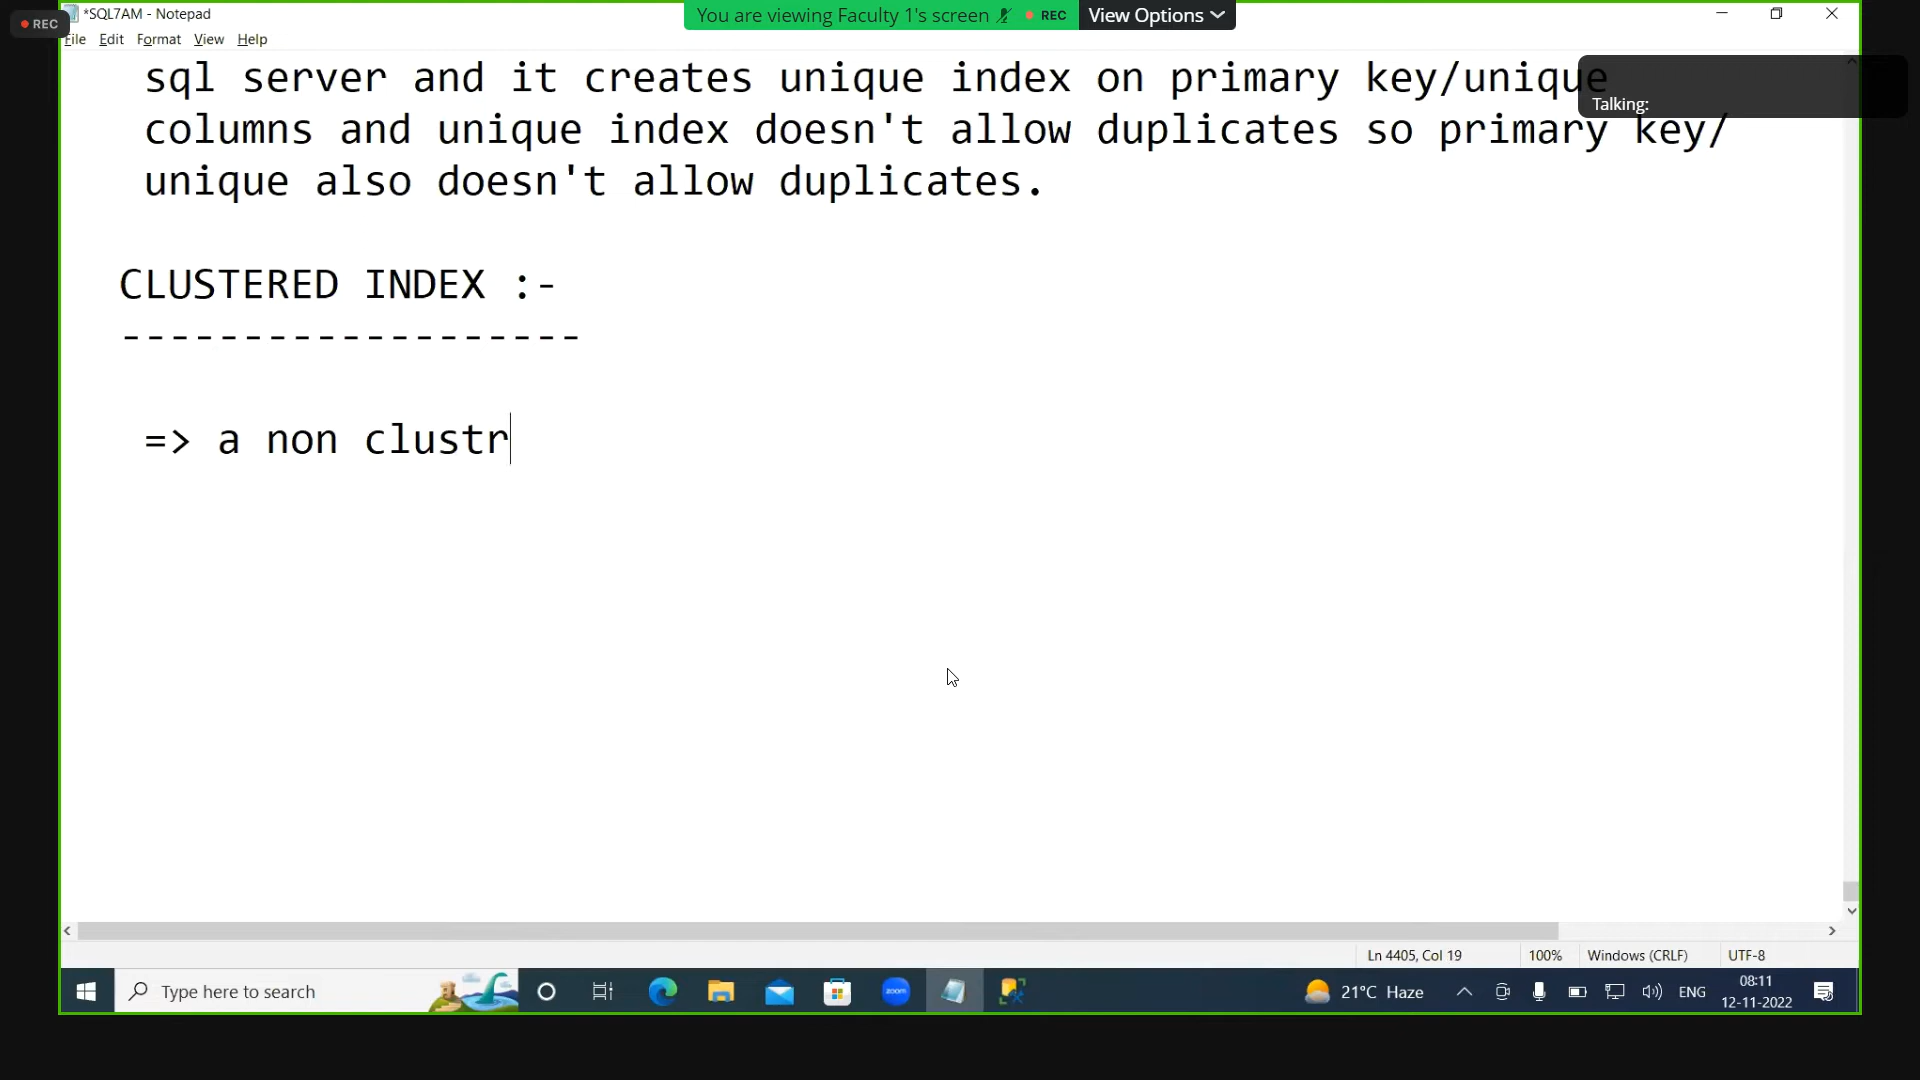 REC
*SQL7AM - Notepad
You are viewing Faculty 1's screen
REC
View Options
File Edit Format View Help
sql server and it creates unique index on primary key/unique
Talking:
columns and unique index doesn't allow duplicates so primary key/
unique also doesn't allow duplicates.
CLUSTERED INDEX :-
-------------------
=> a non clustr
Ln 4405, Col 19
100%
Windows (CRLF)
UTF-8
Type here to search
zoom
21°C Haze
ENG
08:11
12-11-2022